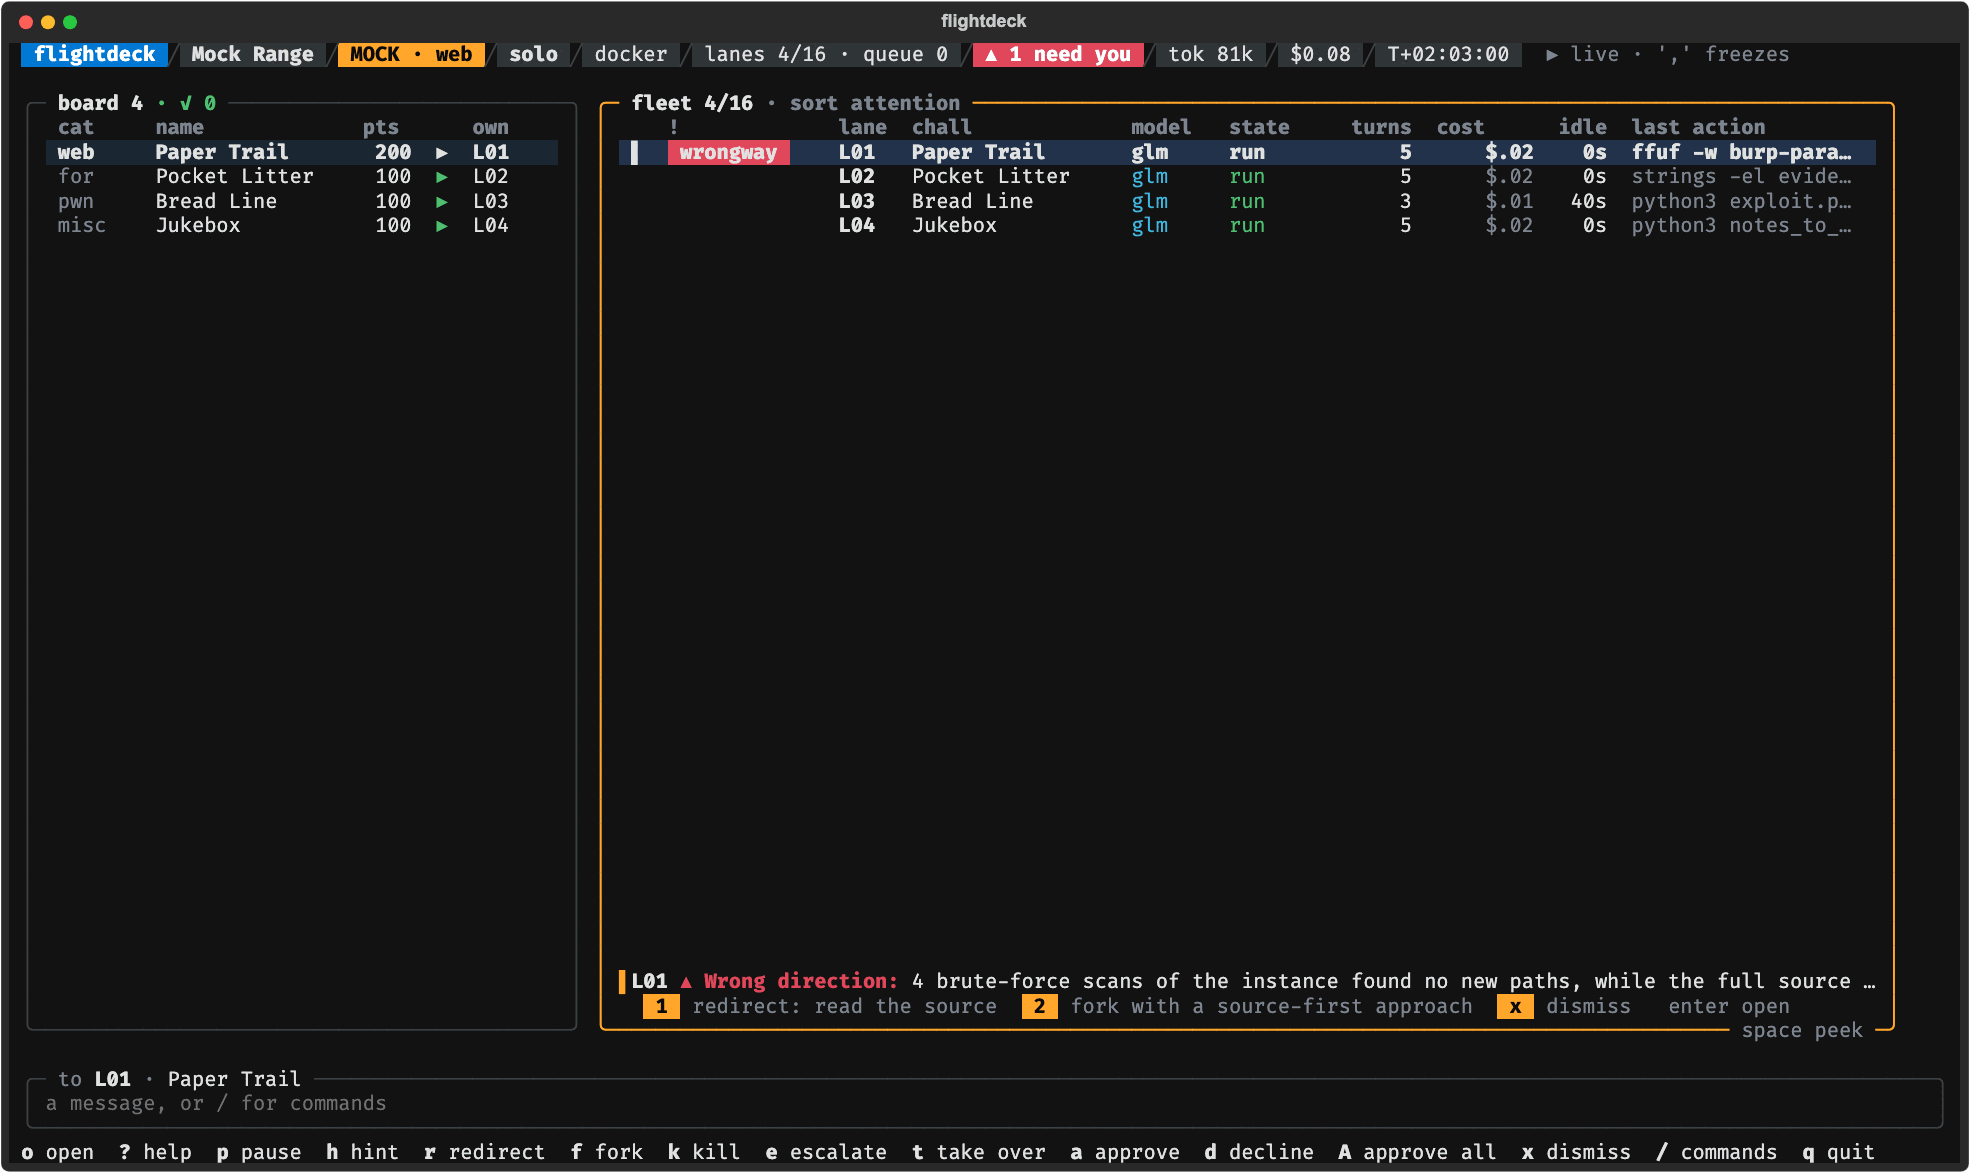 flightdeck
flightdeck / Mock Range / MOCK · web / solo / docker / lanes 4/16 · queue 0 / ▲ 1 need you / tok 81k / $0.08 / T+02:03:00 ▶ live · ',' freezes
board 4 · √ 0
cat name pts own
web Paper Trail 200 ▶ L01
for Pocket Litter 100 ▶ L02
pwn Bread Line 100 ▶ L03
misc Jukebox 100 ▶ L04
fleet 4/16 · sort attention
! lane chall model state turns cost idle last action
wrongway L01 Paper Trail glm run 5 $.02 0s ffuf -w burp-para…
L02 Pocket Litter glm run 5 $.02 0s strings -el evide…
L03 Bread Line glm run 3 $.01 40s python3 exploit.p…
L04 Jukebox glm run 5 $.02 0s python3 notes_to_…
L01 ▲ Wrong direction: 4 brute-force scans of the instance found no new paths, while the full source …
1 redirect: read the source 2 fork with a source-first approach x dismiss enter open
space peek
to L01 · Paper Trail
a message, or / for commands
o open ? help p pause h hint r redirect f fork k kill e escalate t take over a approve d decline A approve all x dismiss / commands q quit